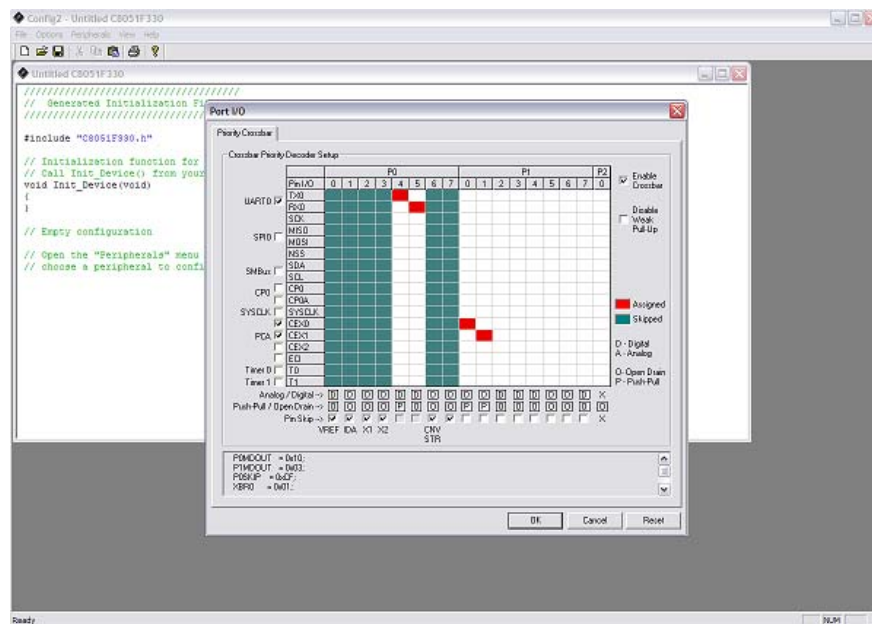 Config2 - Untitled C8051F330
File Options Peripherals View Help
Untitled C8051F330
/////////////////////////////////////
// Generated Initialization Fi
#include "C8051F330.h"
// Initialization function for
// Call Init_Device() from your
void Init_Device(void)
{
}
// Empty configuration
// Open the "Peripherals" menu
// choose a peripheral to confi
Port I/O
Priority Crossbar
Crossbar Priority Decoder Setup
P0 P1 P2
Pin I/O 0 1 2 3 4 5 6 7 0 1 2 3 4 5 6 7 0
UART0 TX0
RX0
SPI0 SCK
MISO
MOSI
NSS
SMBus SDA
SCL
CP0 CP0
CP0A
SYSCLK SYSCLK
PCA CEX0
CEX1
CEX2
ECI
Timer 0 T0
Timer 1 T1
Analog / Digital -> D D D D D D D D D D D D D D D D X
Push-Pull / Open Drain -> O O O O P O O O P P O O O O O O O
Pin Skip -> X
VREF IDA X1 X2 CNV STR
Enable Crossbar
Disable Weak Pull-Up
Assigned
Skipped
D - Digital
A - Analog
O - Open Drain
P - Push-Pull
P0MDOUT = 0x10;
P1MDOUT = 0x03;
P0SKIP = 0xCF;
XBR0 = 0x01;
OK Cancel Reset
Ready NUM